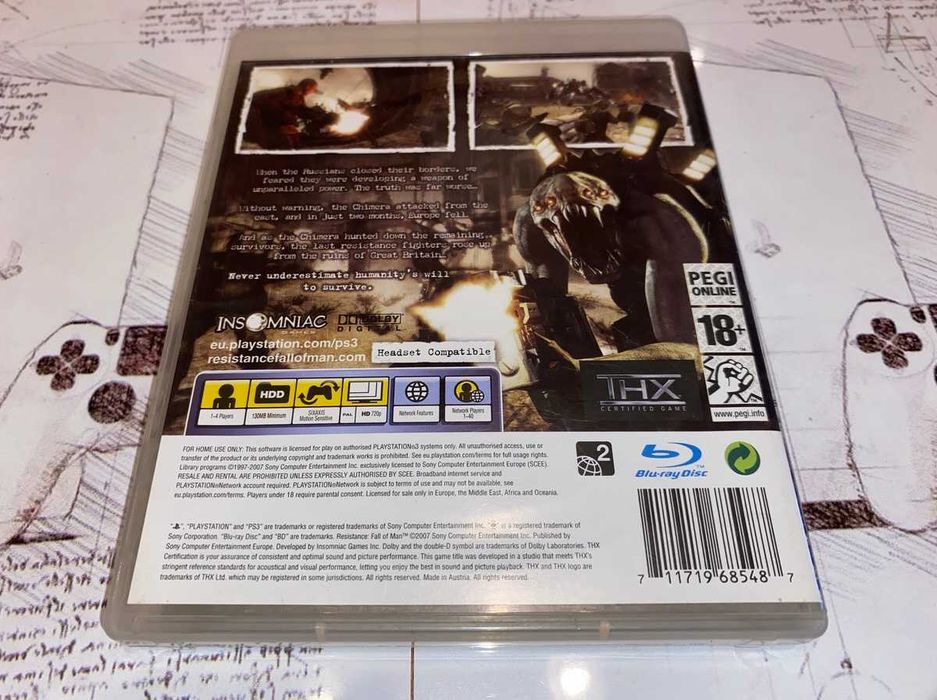 When the Russians closed their borders, we
feared they were developing a weapon of
unparalleled power. The truth was far worse...
Without warning, the Chimera attacked from the
east, and in just two months, Europe fell.
And as the Chimera hunted down the remaining
survivors, the last resistance fighters rose up
from the ruins of Great Britain.
Never underestimate humanity's will
to survive.
INSOMNIAC
GAMES
DOLBY
DIGITAL
eu.playstation.com/ps3
resistancefallofman.com
Headset Compatible
PEGI
ONLINE
18+
www.pegi.info
THX
CERTIFIED GAME
1-4 Players
HDD
130MB Minimum
SIXAXIS
Motion Sensitive
PAL
HD 720p
Network Features
Network Players
1-40
FOR HOME USE ONLY: This software is licensed for play on authorised PLAYSTATION®3 systems only. All unauthorised access, use or
transfer of the product or its underlying copyright and trademark works is prohibited. See eu.playstation.com/terms for full usage rights.
Library programs ©1997-2007 Sony Computer Entertainment Inc. exclusively licensed to Sony Computer Entertainment Europe (SCEE).
RESALE AND RENTAL ARE PROHIBITED UNLESS EXPRESSLY AUTHORISED BY SCEE. Broadband internet service and
PLAYSTATION®Network account required. PLAYSTATION®Network is subject to terms of use and may not be available, see
eu.playstation.com/terms. Players under 18 require parental consent. Licensed for sale only in Europe, the Middle East, Africa and Oceania.
2
Blu-ray Disc
TM
"", "PLAYSTATION" and "PS3" are trademarks or registered trademarks of Sony Computer Entertainment Inc. "" is a registered trademark of
Sony Corporation. "Blu-ray Disc" and "BD" are trademarks. Resistance: Fall of Man™ ©2007 Sony Computer Entertainment Inc. Published by
Sony Computer Entertainment Europe. Developed by Insomniac Games Inc. Dolby and the double-D symbol are trademarks of Dolby Laboratories. THX
Certification is your assurance of consistent and optimal sound and picture performance. This game title was developed in a studio that meets THX's
stringent reference standards for acoustical and visual performance, letting you enjoy the best in sound and picture playback. THX and THX logo are
trademarks of THX Ltd. which may be registered in some jurisdictions. All rights reserved. Made in Austria. All rights reserved.
7 11719 68548 7